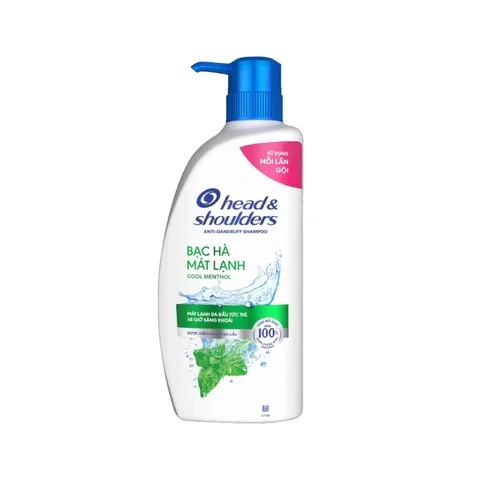 SỬ DỤNG
MỖI LẦN
GỘI
head &
shoulders
ANTI-DANDRUFF SHAMPOO
BẠC HÀ
MÁT LẠNH
COOL MENTHOL
MÁT LẠNH DA ĐẦU TỨC THÌ,
48 GIỜ SẢNG KHOÁI
100%